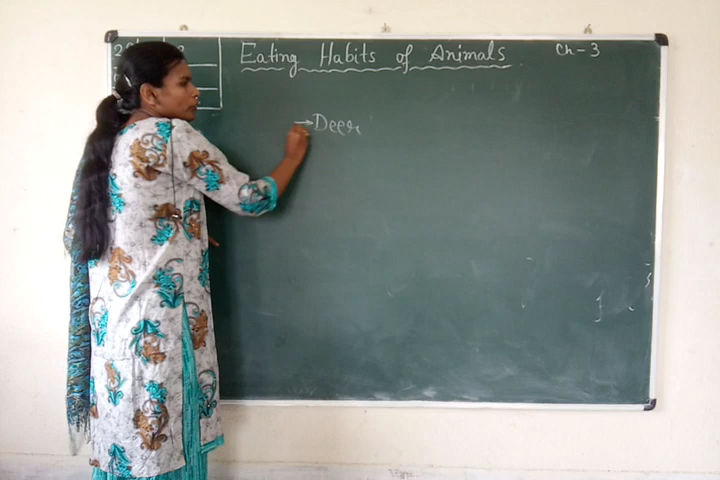 Eating Habits of Animals
Ch-3
→Deer